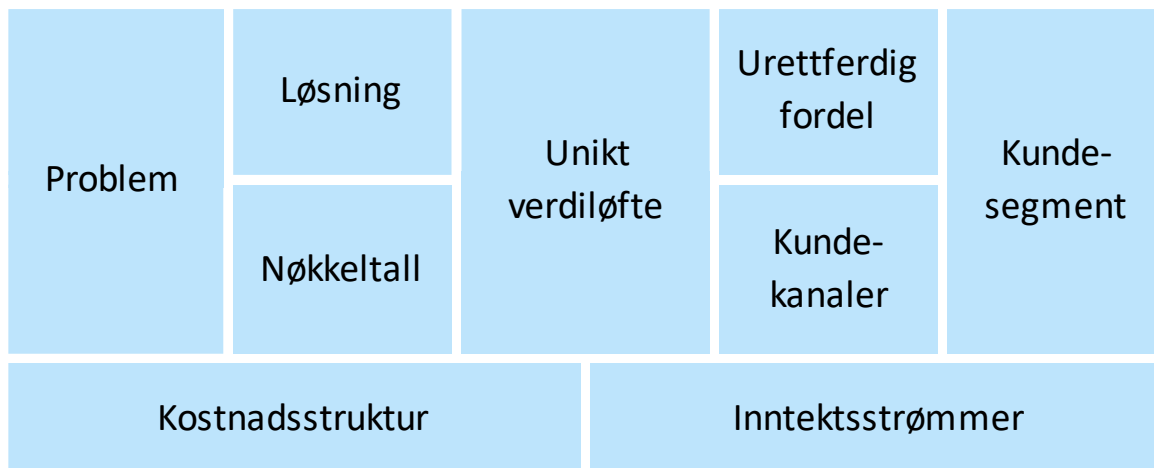 Problem
Løsning
Nøkkeltall
Unikt
verdiløfte
Urettferdig
fordel
Kunde-
kanaler
Kunde-
segment
Kostnadsstruktur
Inntektsstrømmer